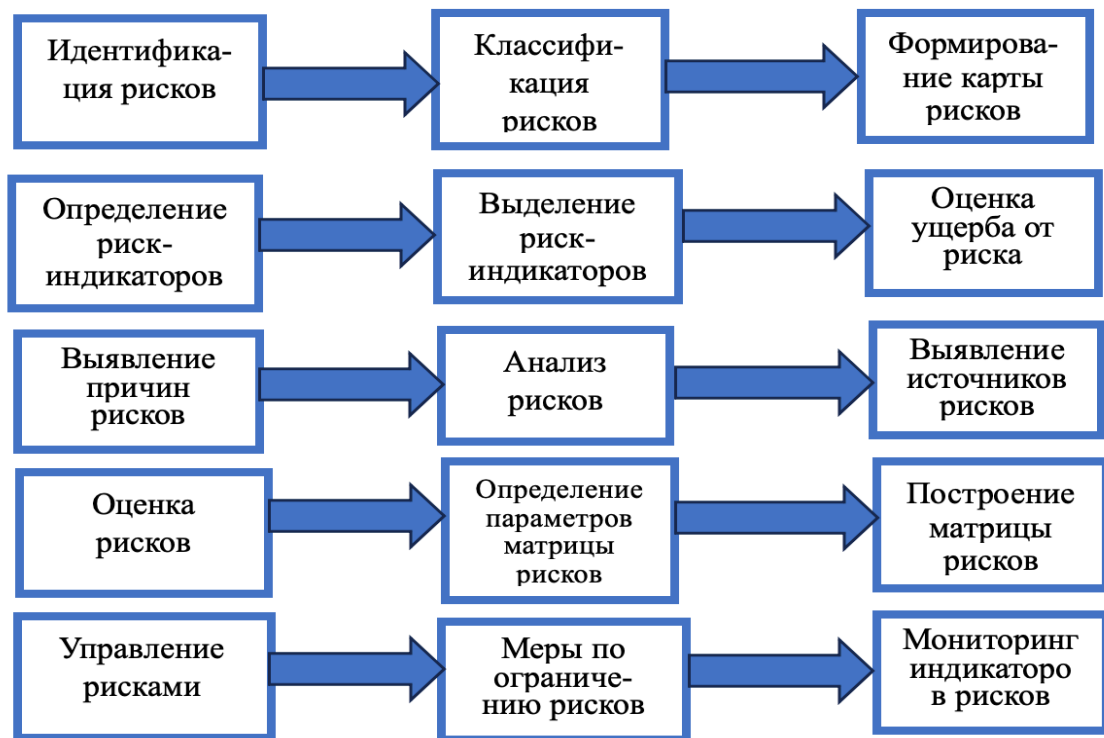 Идентифика-
ция рисков
Классифи-
кация
рисков
Формирова-
ние карты
рисков
Определение
риск-
индикаторов
Выделение
риск-
индикаторов
Оценка
ущерба от
риска
Выявление
причин
рисков
Анализ
рисков
Выявление
источников
рисков
Оценка
рисков
Определение
параметров
матрицы
рисков
Построение
матрицы
рисков
Управление
рисками
Меры по
ограниче-
нию рисков
Мониторинг
индикаторо
в рисков